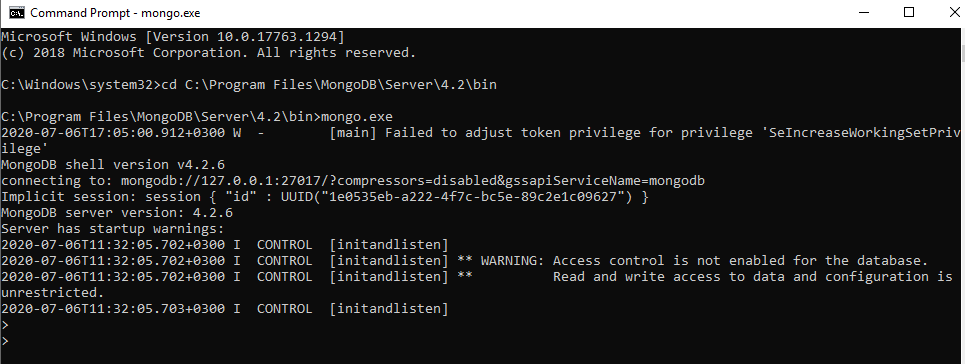 Command Prompt - mongo.exe
Microsoft Windows [Version 10.0.17763.1294]
(c) 2018 Microsoft Corporation. All rights reserved.
C:\Windows\system32>cd C:\Program Files\MongoDB\Server\4.2\bin
C:\Program Files\MongoDB\Server\4.2\bin>mongo.exe
2020-07-06T17:05:00.912+0300 W  -        [main] Failed to adjust token privilege for privilege 'SeIncreaseWorkingSetPriv
ilege'
MongoDB shell version v4.2.6
connecting to: mongodb://127.0.0.1:27017/?compressors=disabled&gssapiServiceName=mongodb
Implicit session: session { "id" : UUID("1e0535eb-a222-4f7c-bc5e-89c2e1c09627") }
MongoDB server version: 4.2.6
Server has startup warnings:
2020-07-06T11:32:05.702+0300 I  CONTROL  [initandlisten]
2020-07-06T11:32:05.702+0300 I  CONTROL  [initandlisten] ** WARNING: Access control is not enabled for the database.
2020-07-06T11:32:05.702+0300 I  CONTROL  [initandlisten] **          Read and write access to data and configuration is
unrestricted.
2020-07-06T11:32:05.703+0300 I  CONTROL  [initandlisten]
>
>